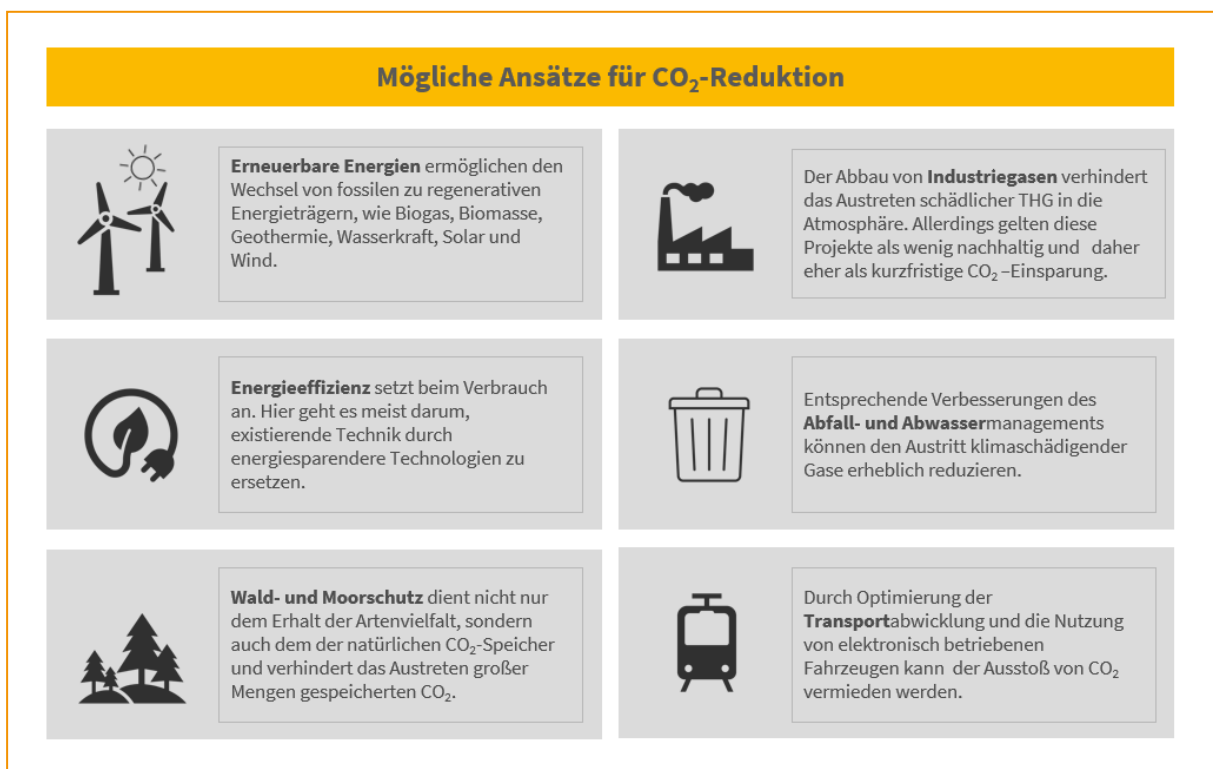 Mögliche Ansätze für CO₂-Reduktion
Erneuerbare Energien ermöglichen den
Wechsel von fossilen zu regenerativen
Energieträgern, wie Biogas, Biomasse,
Geothermie, Wasserkraft, Solar und
Wind.
Der Abbau von Industriegasen verhindert
das Austreten schädlicher THG in die
Atmosphäre. Allerdings gelten diese
Projekte als wenig nachhaltig und daher
eher als kurzfristige CO₂ –Einsparung.
Energieeffizienz setzt beim Verbrauch
an. Hier geht es meist darum,
existierende Technik durch
energiesparendere Technologien zu
ersetzen.
Entsprechende Verbesserungen des
Abfall- und Abwassermanagements
können den Austritt klimaschädigender
Gase erheblich reduzieren.
Wald- und Moorschutz dient nicht nur
dem Erhalt der Artenvielfalt, sondern
auch dem der natürlichen CO₂-Speicher
und verhindert das Austreten großer
Mengen gespeicherten CO₂.
Durch Optimierung der
Transportabwicklung und die Nutzung
von elektronisch betriebenen
Fahrzeugen kann der Ausstoß von CO₂
vermieden werden.